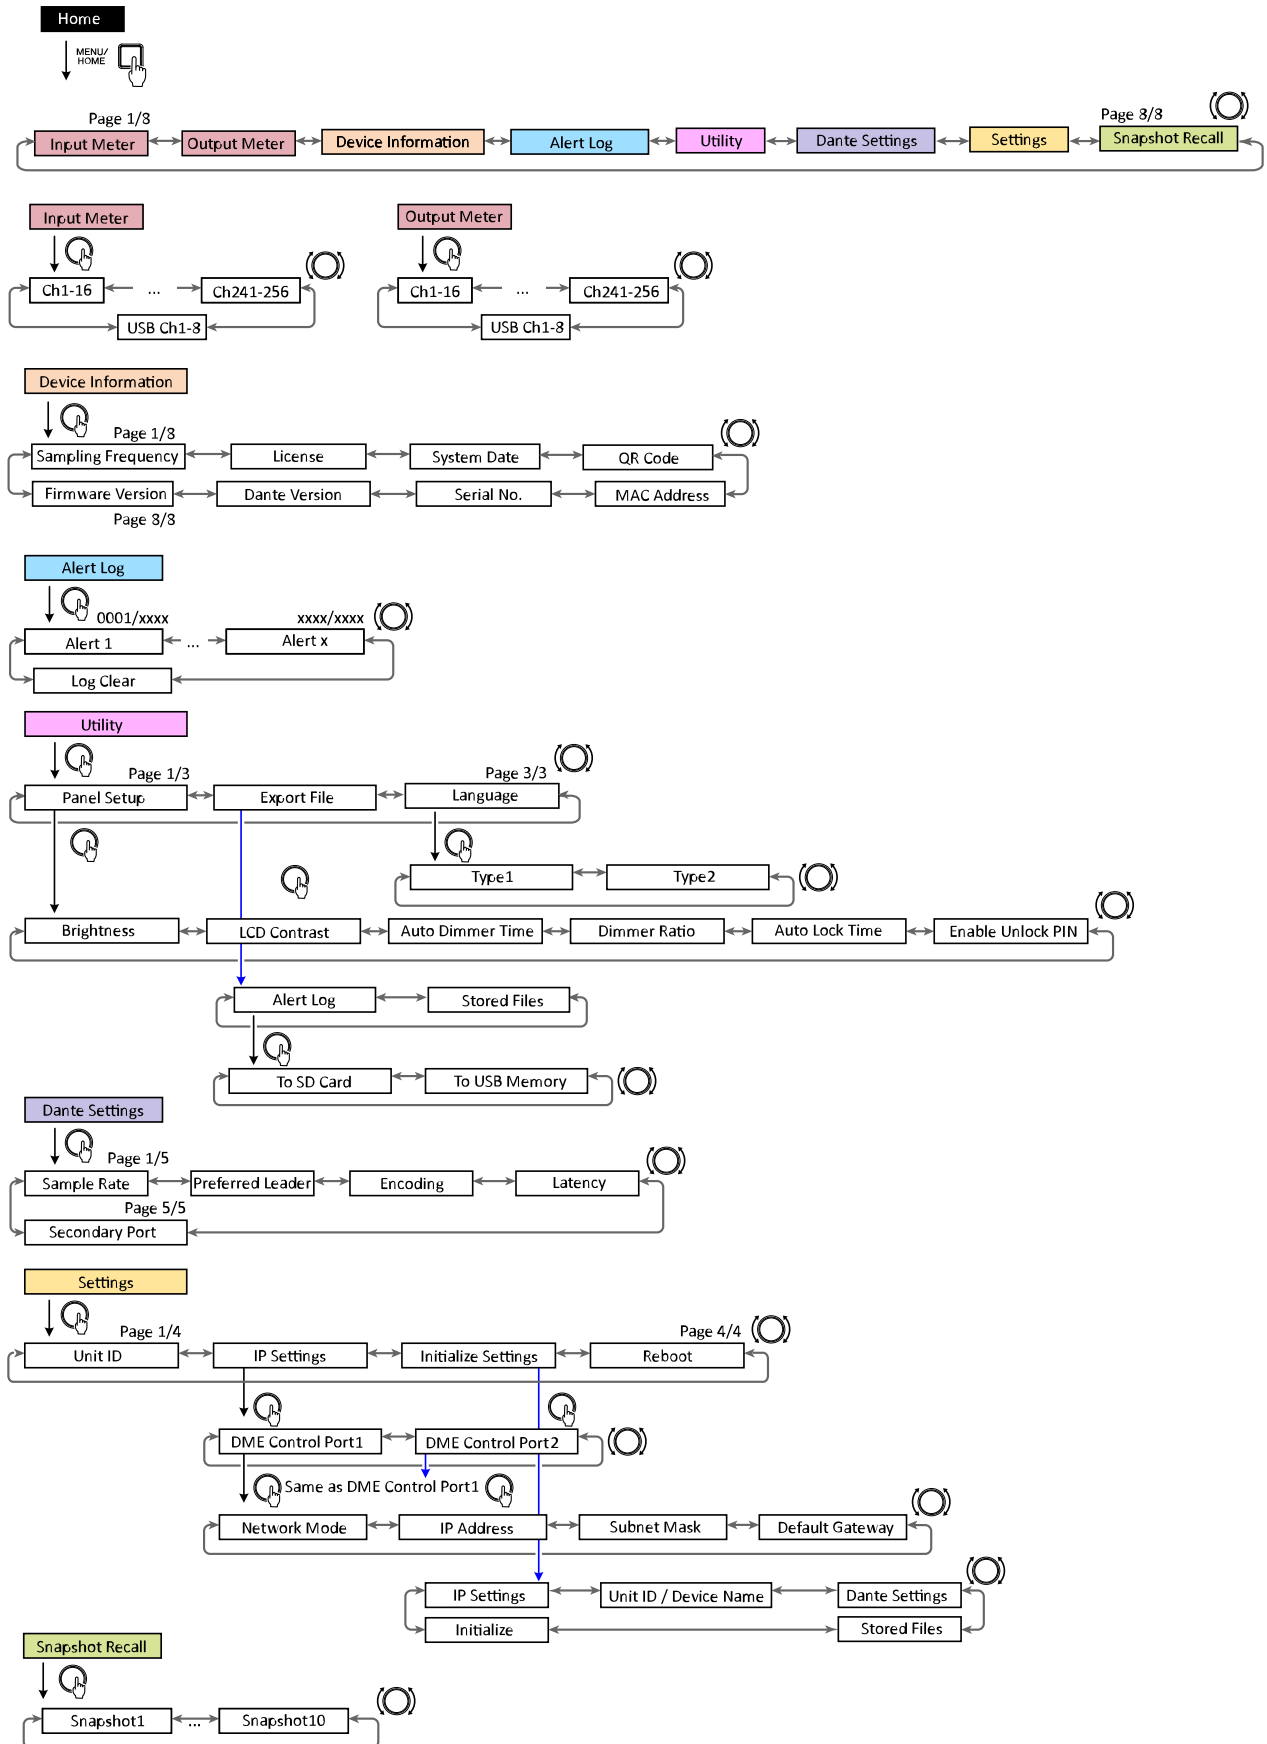 Home
MENU/
HOME
Page 1/8
Page 8/8
Input Meter
Output Meter
Device Information
Alert Log
Utility
Dante Settings
Settings
Snapshot Recall
Input Meter
Output Meter
Ch1-16
...
Ch241-256
USB Ch1-8
Ch1-16
...
Ch241-256
USB Ch1-8
Device Information
Page 1/8
Sampling Frequency
License
System Date
QR Code
Firmware Version
Dante Version
Serial No.
MAC Address
Page 8/8
Alert Log
0001/xxxx
xxxx/xxxx
Alert 1
...
Alert x
Log Clear
Utility
Page 1/3
Page 3/3
Panel Setup
Export File
Language
Type1
Type2
Brightness
LCD Contrast
Auto Dimmer Time
Dimmer Ratio
Auto Lock Time
Enable Unlock PIN
Alert Log
Stored Files
To SD Card
To USB Memory
Dante Settings
Page 1/5
Sample Rate
Preferred Leader
Encoding
Latency
Page 5/5
Secondary Port
Settings
Page 1/4
Page 4/4
Unit ID
IP Settings
Initialize Settings
Reboot
DME Control Port1
DME Control Port2
Same as DME Control Port1
Network Mode
IP Address
Subnet Mask
Default Gateway
IP Settings
Unit ID / Device Name
Dante Settings
Initialize
Stored Files
Snapshot Recall
Snapshot1
...
Snapshot10